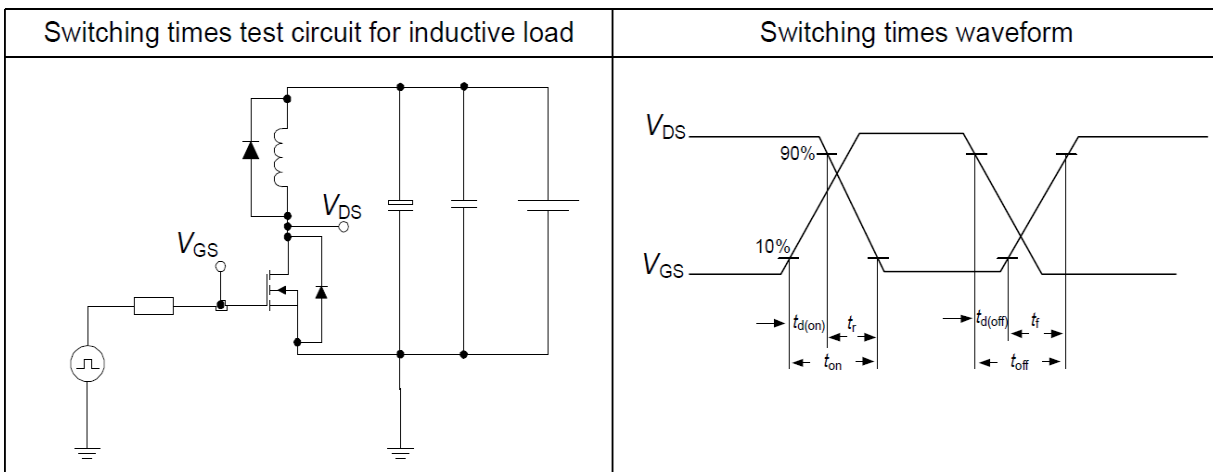 Switching times test circuit for inductive load
Switching times waveform
VDS
VGS
VDS
90%
10%
VGS
td(on)
tr
td(off)
tf
ton
toff